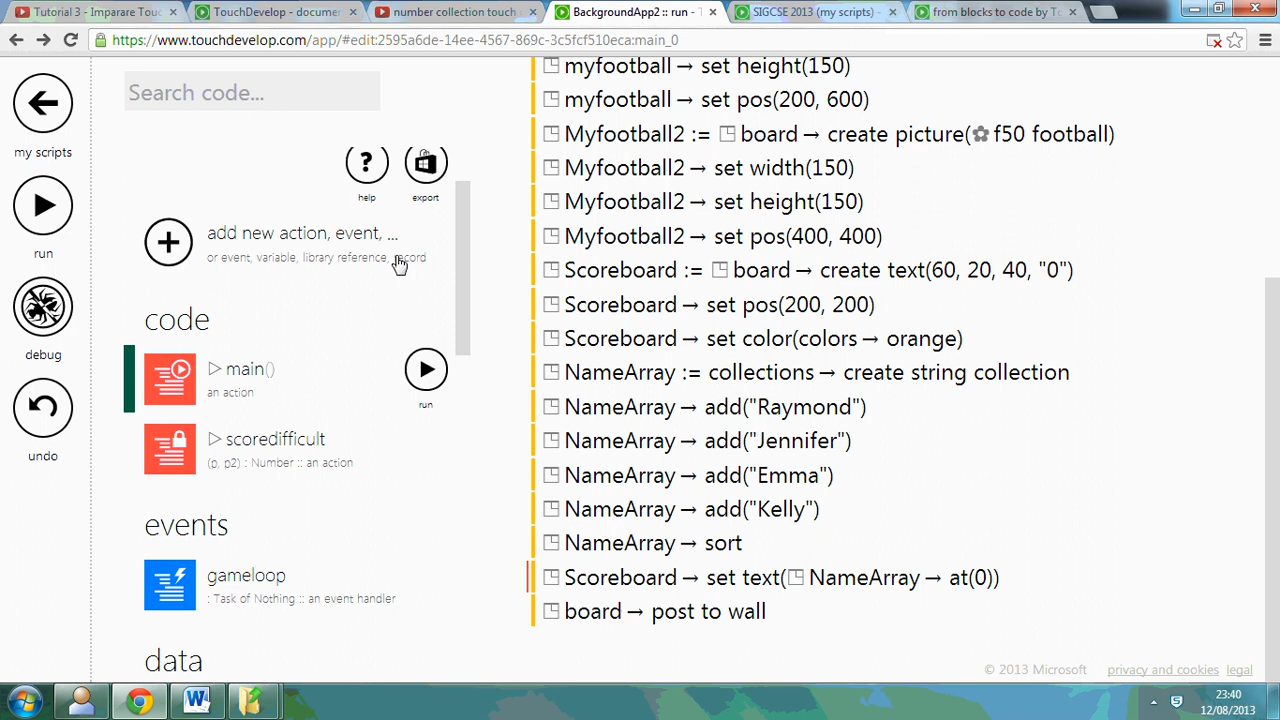 Tutorial 3 - Imparare Touc
TouchDevelop - docume
number collection touch
BackgroundApp2 :: run - T
SIGCSE 2013 (my scripts) -
from blocks to code by To
https://www.touchdevelop.com/app/#edit:2595a6de-14ee-4567-869c-3c5fcf510eca:main_0
my scripts
run
debug
undo
Search code...
help
export
add new action, event, ...
or event, variable, library reference, record
code
▷ main()
an action
run
▷ scoredifficult
(p, p2) : Number :: an action
events
gameloop
: Task of Nothing :: an event handler
data
myfootball → set height(150)
myfootball → set pos(200, 600)
Myfootball2 := board → create picture(✿ f50 football)
Myfootball2 → set width(150)
Myfootball2 → set height(150)
Myfootball2 → set pos(400, 400)
Scoreboard := board → create text(60, 20, 40, "0")
Scoreboard → set pos(200, 200)
Scoreboard → set color(colors → orange)
NameArray := collections → create string collection
NameArray → add("Raymond")
NameArray → add("Jennifer")
NameArray → add("Emma")
NameArray → add("Kelly")
NameArray → sort
Scoreboard → set text(NameArray → at(0))
board → post to wall
© 2013 Microsoft privacy and cookies legal
23:40
12/08/2013